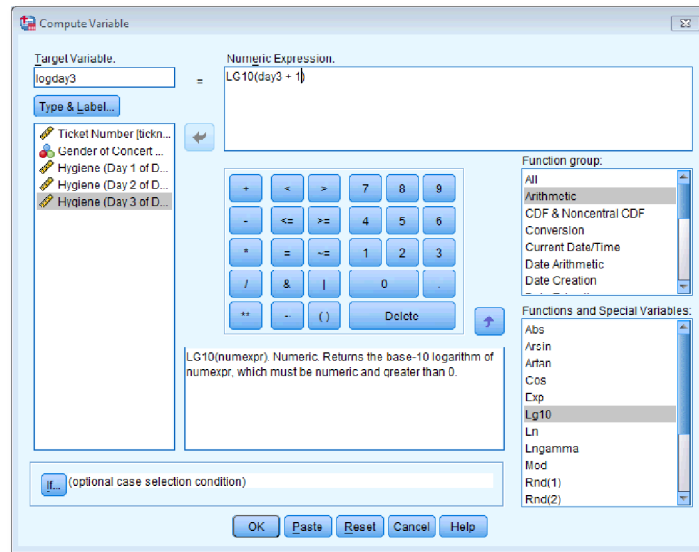 Compute Variable
Target Variable:
logday3
=
Numeric Expression:
LG10(day3 + 1)
Type & Label...
Ticket Number [tickn...
Gender of Concert ...
Hygiene (Day 1 of D...
Hygiene (Day 2 of D...
Hygiene (Day 3 of D...
+ < > 7 8 9
- <= >= 4 5 6
* = ~= 1 2 3
/ & | 0 .
** ~ ( ) Delete
Function group:
All
Arithmetic
CDF & Noncentral CDF
Conversion
Current Date/Time
Date Arithmetic
Date Creation
LG10(numexpr). Numeric. Returns the base-10 logarithm of
numexpr, which must be numeric and greater than 0.
Functions and Special Variables:
Abs
Arsin
Artan
Cos
Exp
Lg10
Ln
Lngamma
Mod
Rnd(1)
Rnd(2)
If... (optional case selection condition)
OK Paste Reset Cancel Help